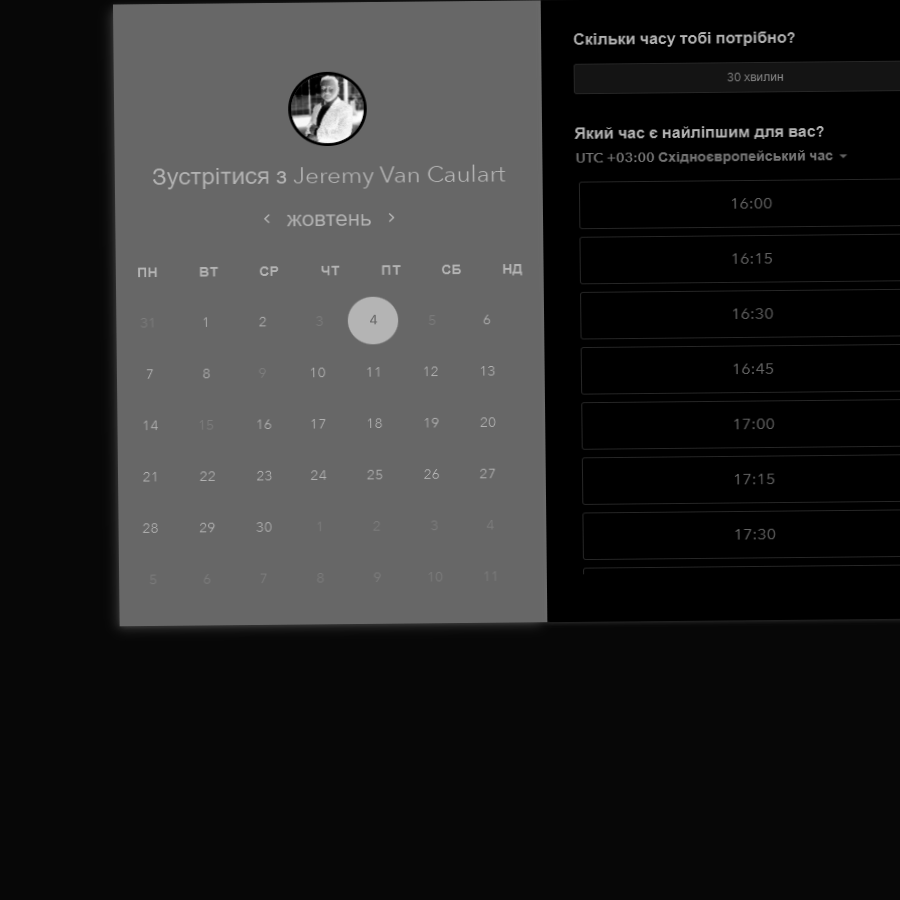 Зустрітися з Jeremy Van Caulart
жовтень
ПН ВТ СР ЧТ ПТ СБ НД
31 1 2 3 4 5 6
7 8 9 10 11 12 13
14 15 16 17 18 19 20
21 22 23 24 25 26 27
28 29 30 1 2 3 4
5 6 7 8 9 10 11
Скільки часу тобі потрібно?
30 хвилин
Який час є найліпшим для вас?
UTC +03:00 Східноєвропейський час
16:00
16:15
16:30
16:45
17:00
17:15
17:30